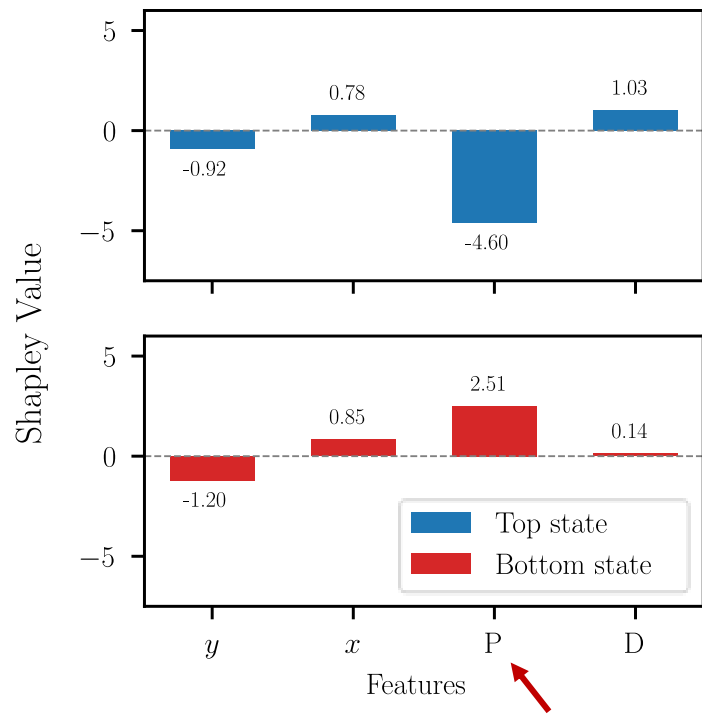 Shapley Value
5
0
−5
-0.92
0.78
-4.60
1.03
5
0
−5
-1.20
0.85
2.51
0.14
Top state
Bottom state
y
x
P
D
Features